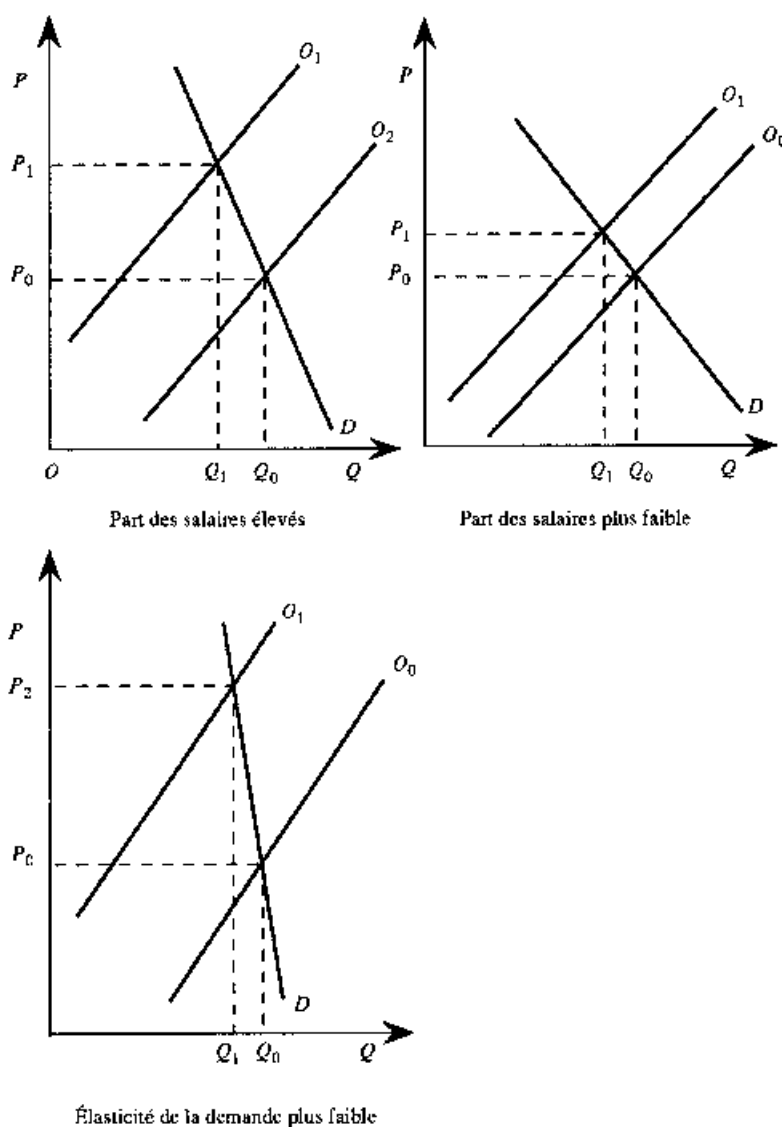 P
O₁
O₂
P₁
P₀
D
O
Q₁
Q₀
Q
Part des salaires élevés
P
O₁
O₀
P₁
P₀
D
Q₁
Q₀
Q
Part des salaires plus faible
P
O₁
O₀
P₂
P₀
D
Q₁
Q₀
Q
Élasticité de la demande plus faible